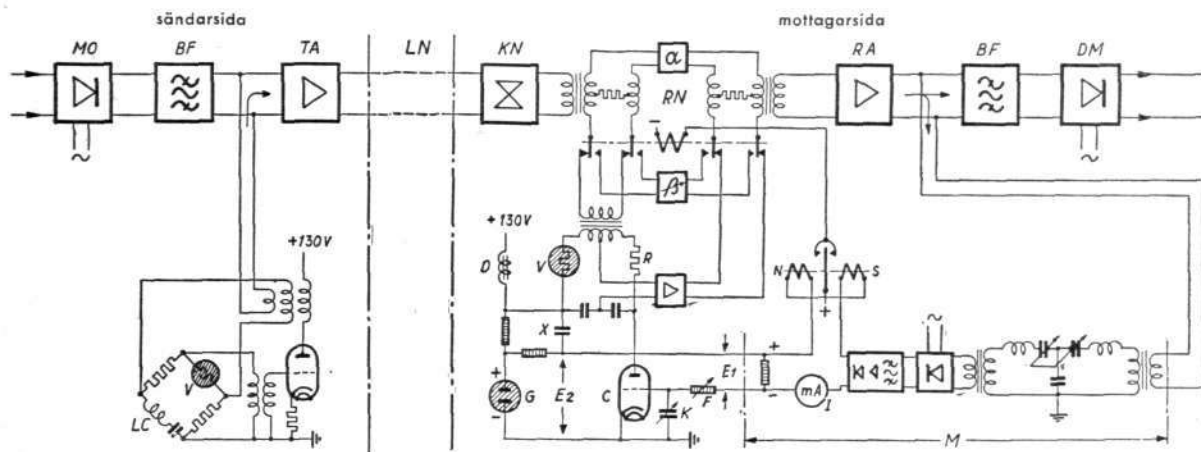 sändarsida mottagarsida
MO BF TA LN KN RN RA BF DM
α
β
+130V
+130V
D V R
N S
+
X
+ E1 +
G E2 C F - mA I
-
K
V
LC
M